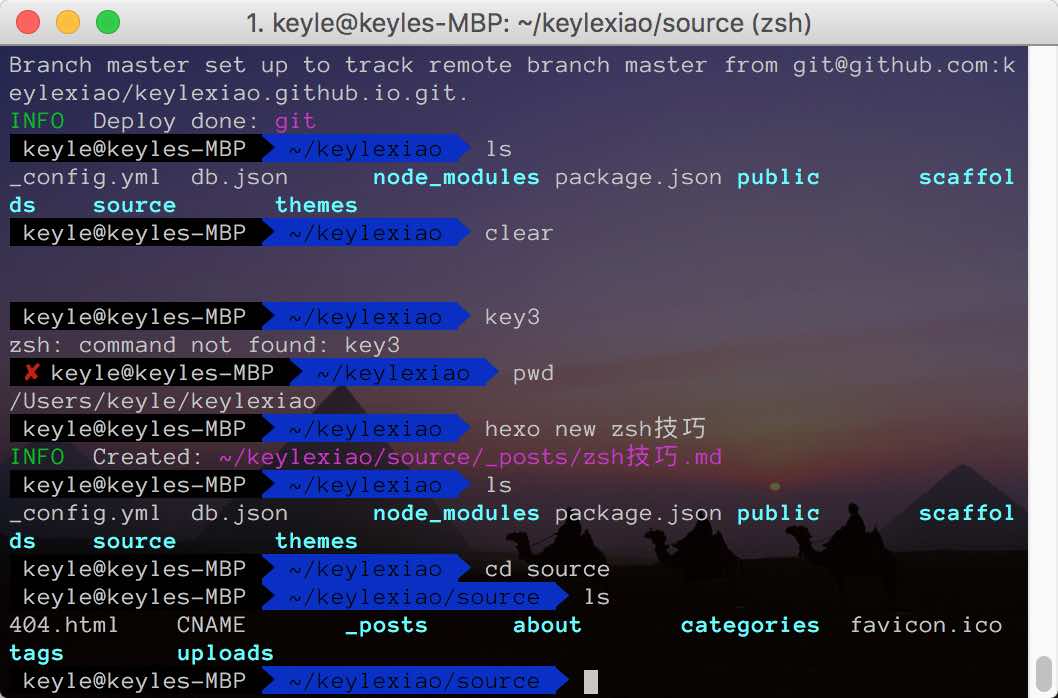 1. keyle@keyles-MBP: ~/keylexiao/source (zsh)
Branch master set up to track remote branch master from git@github.com:k
eylexiao/keylexiao.github.io.git.
INFO  Deploy done: git
keyle@keyles-MBP  ~/keylexiao  ls
_config.yml  db.json      node_modules package.json public       scaffol
ds    source       themes
keyle@keyles-MBP  ~/keylexiao  clear
keyle@keyles-MBP  ~/keylexiao  key3
zsh: command not found: key3
✘ keyle@keyles-MBP  ~/keylexiao  pwd
/Users/keyle/keylexiao
keyle@keyles-MBP  ~/keylexiao  hexo new zsh技巧
INFO  Created: ~/keylexiao/source/_posts/zsh技巧.md
keyle@keyles-MBP  ~/keylexiao  ls
_config.yml  db.json      node_modules package.json public       scaffol
ds    source       themes
keyle@keyles-MBP  ~/keylexiao  cd source
keyle@keyles-MBP  ~/keylexiao/source  ls
404.html    CNAME       _posts      about       categories  favicon.ico
tags        uploads
keyle@keyles-MBP  ~/keylexiao/source